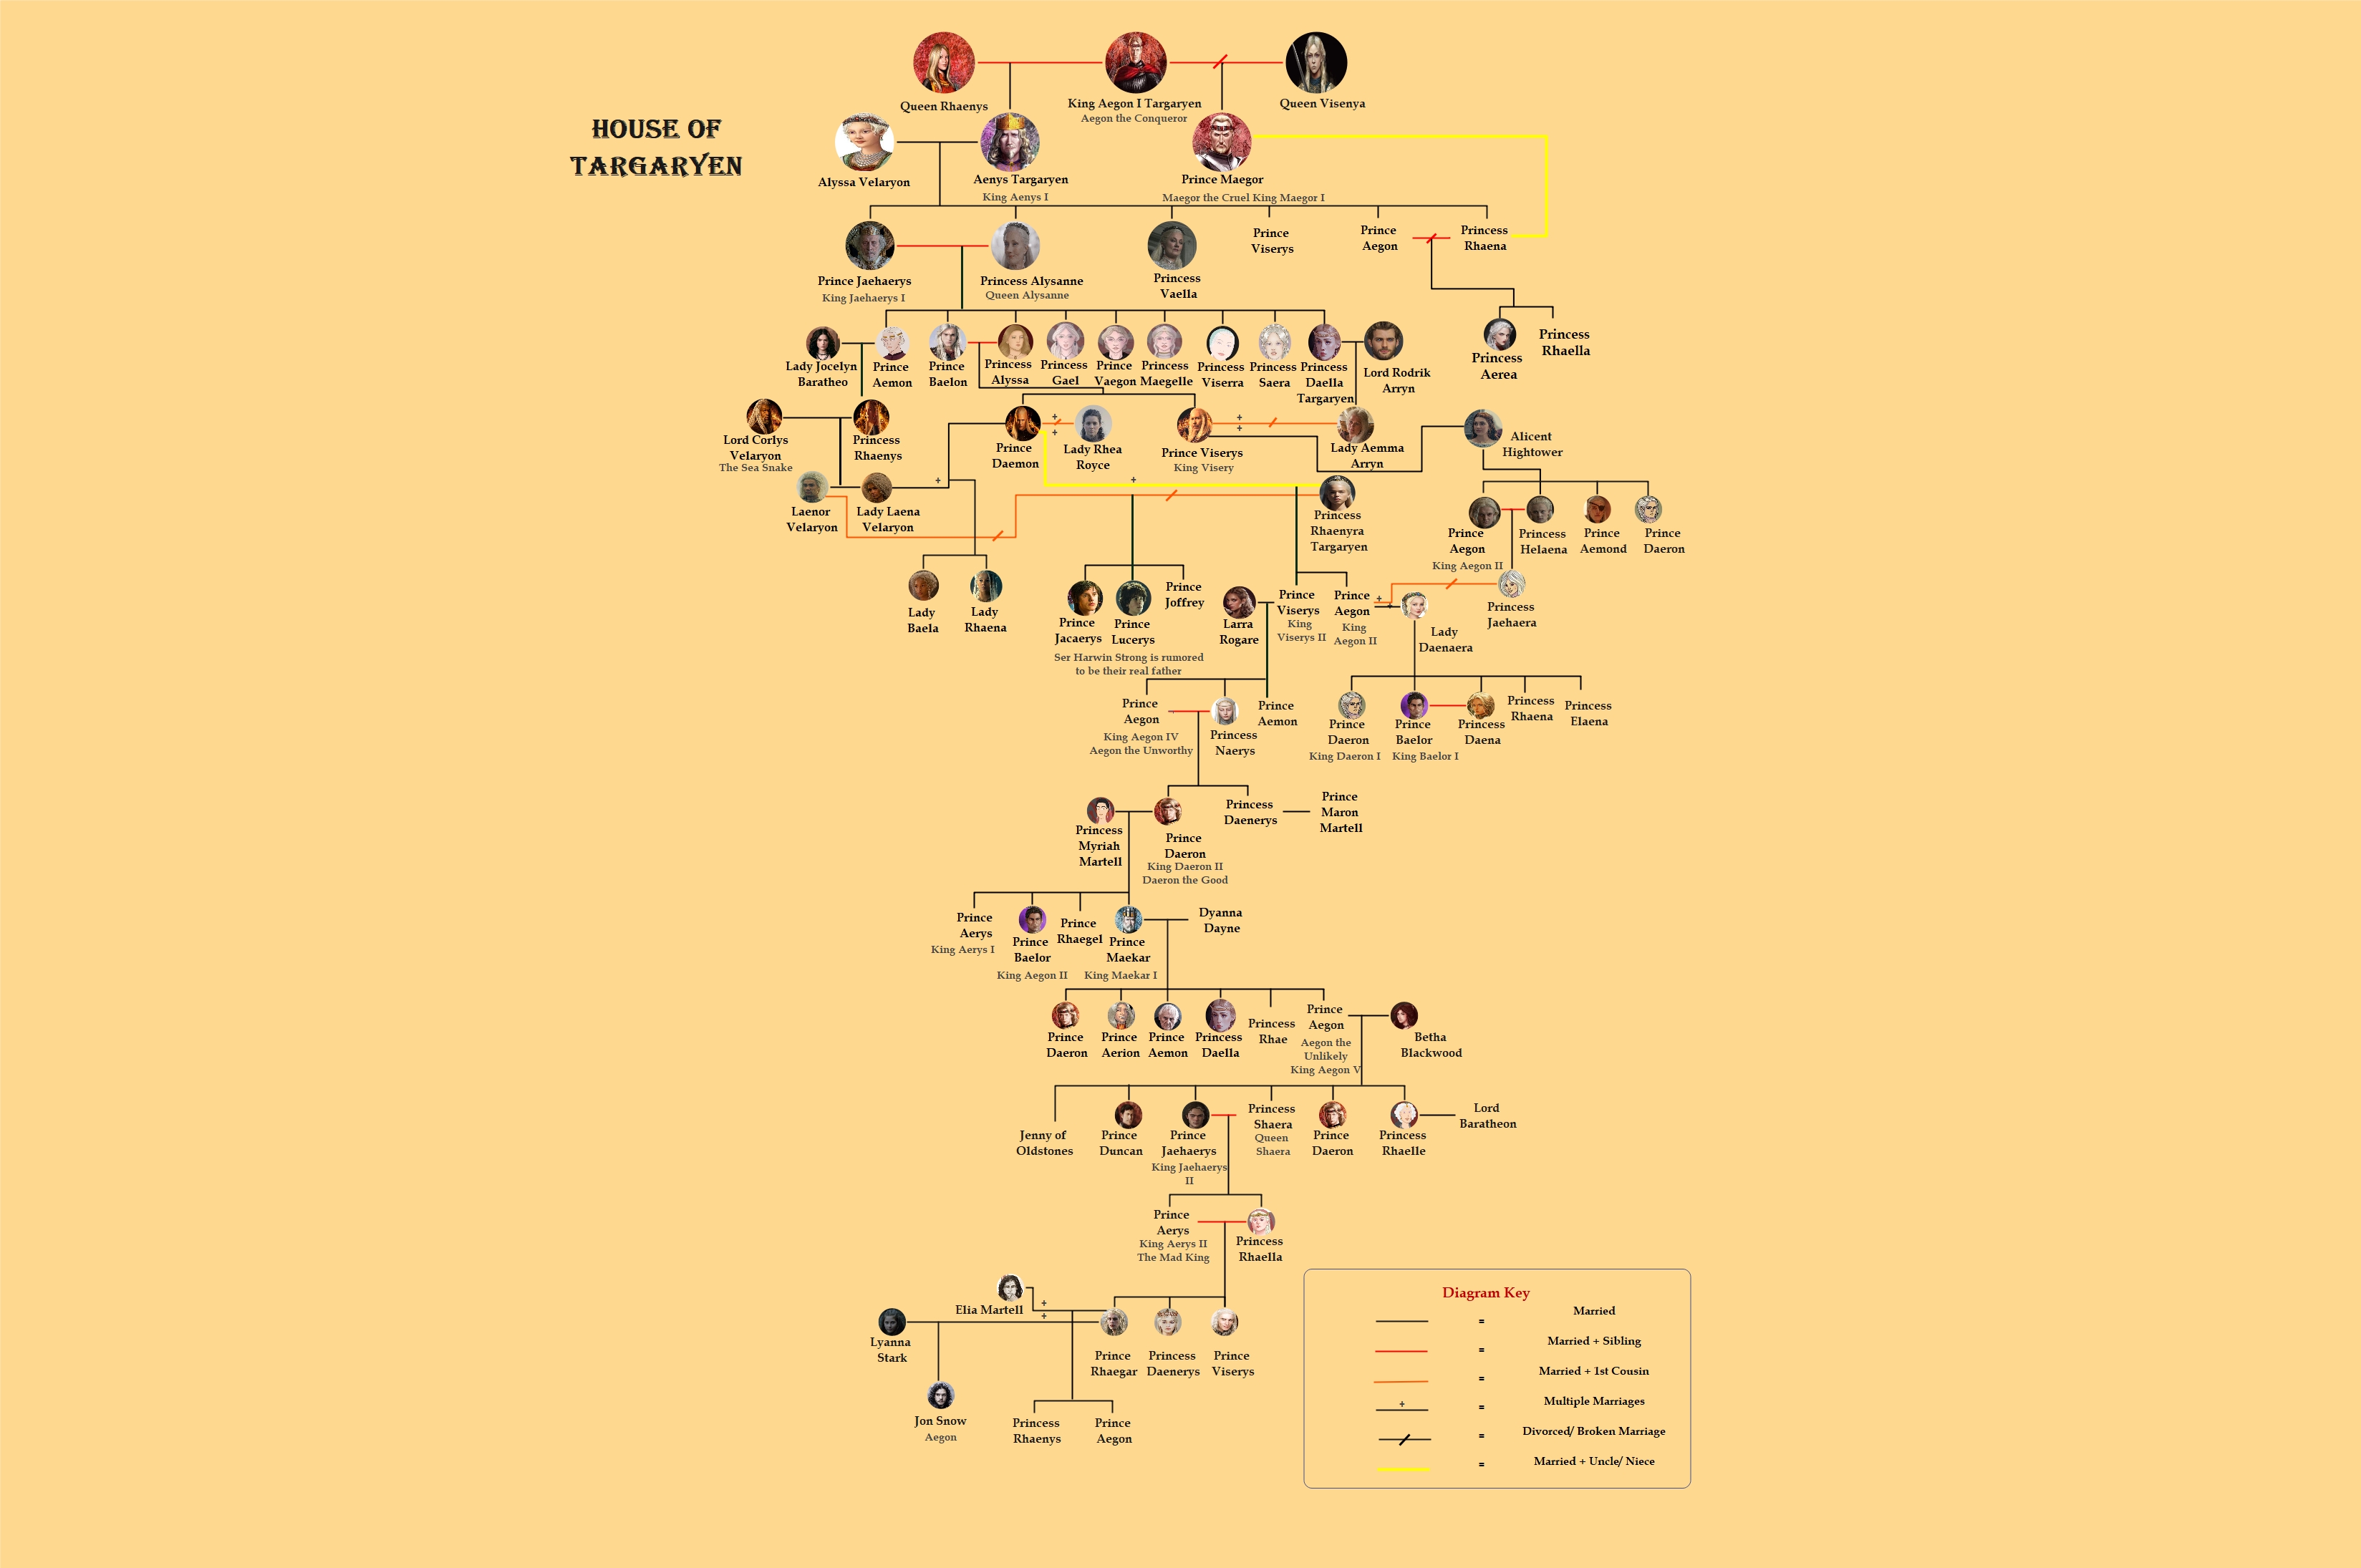 HOUSE OF
TARGARYEN
Queen Rhaenys
King Aegon I Targaryen
Aegon the Conqueror
Queen Visenya
Alyssa Velaryon
Aenys Targaryen
King Aenys I
Prince Maegor
Maegor the Cruel King Maegor I
Prince Jaehaerys
King Jaehaerys I
Princess Alysanne
Queen Alysanne
Princess
Vaella
Prince
Viserys
Prince
Aegon
Princess
Rhaena
Princess
Aerea
Princess
Rhaella
Lady Jocelyn
Baratheo
Prince
Aemon
Prince
Baelon
Princess
Alyssa
Princess
Gael
Prince
Vaegon
Princess
Maegelle
Princess
Viserra
Princess
Saera
Princess
Daella
Targaryen
Lord Rodrik
Arryn
Lord Corlys
Velaryon
The Sea Snake
Princess
Rhaenys
Prince
Daemon
+
+
Lady Rhea
Royce
Prince Viserys
King Visery
+
+
Lady Aemma
Arryn
Alicent
Hightower
Laenor
Velaryon
Lady Laena
Velaryon
+
+
Princess
Rhaenyra
Targaryen
Prince
Aegon
King Aegon II
Princess
Helaena
Prince
Aemond
Prince
Daeron
Lady
Baela
Lady
Rhaena
Prince
Jacaerys
Prince
Lucerys
Prince
Joffrey
Ser Harwin Strong is rumored
to be their real father
Larra
Rogare
Prince
Viserys
King
Viserys II
Prince
Aegon
King
Aegon II
+
+
Lady
Daenaera
Princess
Jaehaera
Prince
Aegon
King Aegon IV
Aegon the Unworthy
Princess
Naerys
Prince
Aemon
Prince
Daeron
King Daeron I
Prince
Baelor
King Baelor I
Princess
Daena
Princess
Rhaena
Princess
Elaena
Princess
Myriah
Martell
Prince
Daeron
King Daeron II
Daeron the Good
Princess
Daenerys
Prince
Maron
Martell
Prince
Aerys
King Aerys I
Prince
Baelor
King Aegon II
Prince
Rhaegel
Prince
Maekar
King Maekar I
Dyanna
Dayne
Prince
Daeron
Prince
Aerion
Prince
Aemon
Princess
Daella
Princess
Rhae
Prince
Aegon
Aegon the
Unlikely
King Aegon V
Betha
Blackwood
Jenny of
Oldstones
Prince
Duncan
Prince
Jaehaerys
King Jaehaerys
II
Princess
Shaera
Queen
Shaera
Prince
Daeron
Princess
Rhaelle
Lord
Baratheon
Prince
Aerys
King Aerys II
The Mad King
Princess
Rhaella
Elia Martell
+
+
Lyanna
Stark
Prince
Rhaegar
Princess
Daenerys
Prince
Viserys
Jon Snow
Aegon
Princess
Rhaenys
Prince
Aegon
Diagram Key
= Married
= Married + Sibling
= Married + 1st Cousin
+ = Multiple Marriages
= Divorced/ Broken Marriage
= Married + Uncle/ Niece